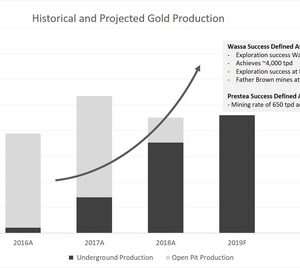 Historical and Projected Gold Production
Wassa Success Defined As
- Exploration success Wa
- Achieves ~4,000 tpd
- Exploration success at
- Father Brown mines at
Prestea Success Defined A
- Mining rate of 650 tpd a
2016A 2017A 2018A 2019F
Underground Production Open Pit Production